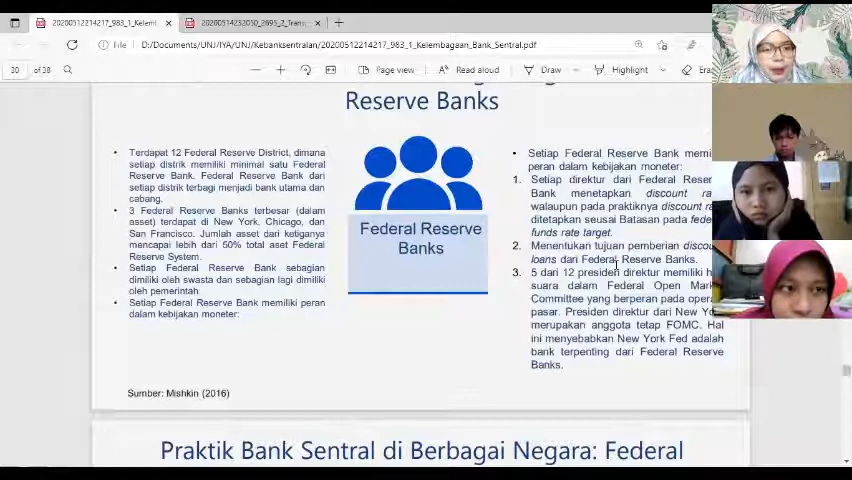 20200512214217_983_1_Kelemb
20200514232050_2695_2_Trans
File
D:/Documents/UNJ/IYA/UNJ/Kebanksentralan/20200512214217_983_1_Kelembagaan_Bank_Sentral.pdf
30 of 38
Page view
Read aloud
Draw
Highlight
Reserve Banks
• Terdapat 12 Federal Reserve District, dimana
setiap distrik memiliki minimal satu Federal
Reserve Bank. Federal Reserve Bank dari
setiap distrik terbagi menjadi bank utama dan
cabang.
• 3 Federal Reserve Banks terbesar (dalam
asset) terdapat di New York, Chicago, dan
San Francisco. Jumlah asset dari ketiganya
mencapai lebih dari 50% total aset Federal
Reserve System.
• Setiap Federal Reserve Bank sebagian
dimiliki oleh swasta dan sebagian lagi dimiliki
oleh pemerintah.
• Setiap Federal Reserve Bank memiliki peran
dalam kebijakan moneter:
Federal Reserve
Banks
• Setiap Federal Reserve Bank memi
peran dalam kebijakan moneter:
1. Setiap direktur dari Federal Reser
Bank menetapkan discount ra
walaupun pada praktiknya discount ra
ditetapkan seusai Batasan pada fede
funds rate target.
2. Menentukan tujuan pemberian discou
loans dari Federal Reserve Banks.
3. 5 dari 12 presiden direktur memiliki h
suara dalam Federal Open Mark
Committee yang berperan pada opera
pasar. Presiden direktur dari New Yo
merupakan anggota tetap FOMC. Hal
ini menyebabkan New York Fed adalah
bank terpenting dari Federal Reserve
Banks.
Sumber: Mishkin (2016)
Praktik Bank Sentral di Berbagai Negara: Federal